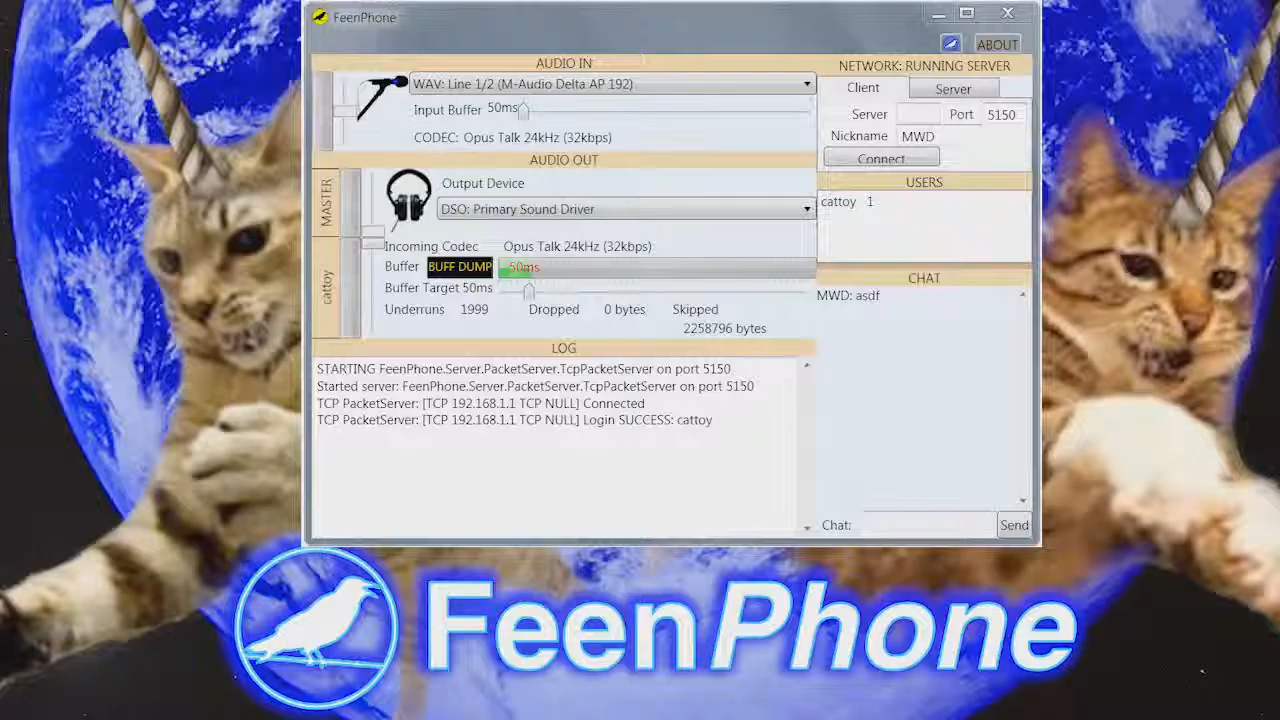 FeenPhone
ABOUT
AUDIO IN
WAV: Line 1/2 (M-Audio Delta AP 192)
Input Buffer 50ms
CODEC: Opus Talk 24kHz (32kbps)
AUDIO OUT
MASTER
Output Device
DSO: Primary Sound Driver
cattoy
Incoming Codec Opus Talk 24kHz (32kbps)
Buffer BUFF DUMP 50ms
Buffer Target 50ms
Underruns 1999 Dropped 0 bytes Skipped
2258796 bytes
LOG
STARTING FeenPhone.Server.PacketServer.TcpPacketServer on port 5150
Started server: FeenPhone.Server.PacketServer.TcpPacketServer on port 5150
TCP PacketServer: [TCP 192.168.1.1 TCP NULL] Connected
TCP PacketServer: [TCP 192.168.1.1 TCP NULL] Login SUCCESS: cattoy
NETWORK: RUNNING SERVER
Client Server
Server Port 5150
Nickname MWD
Connect
USERS
cattoy 1
CHAT
MWD: asdf
Chat: Send
FeenPhone